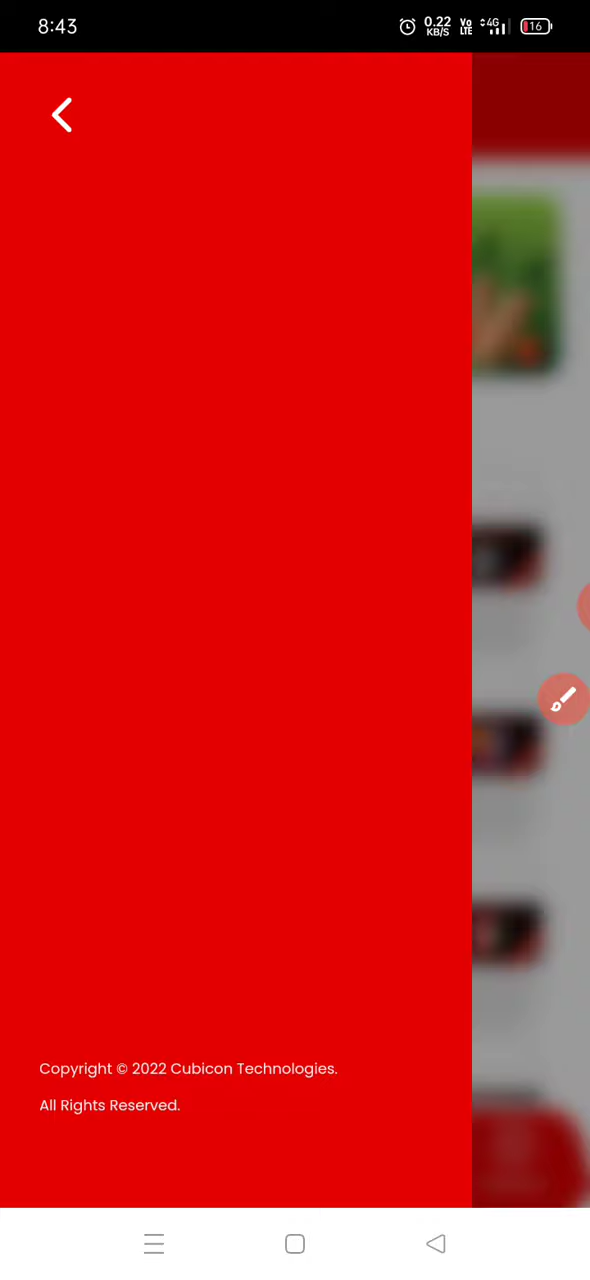 8:43
0.22
KB/S
Vo
LTE
4G
16
Copyright © 2022 Cubicon Technologies.
All Rights Reserved.